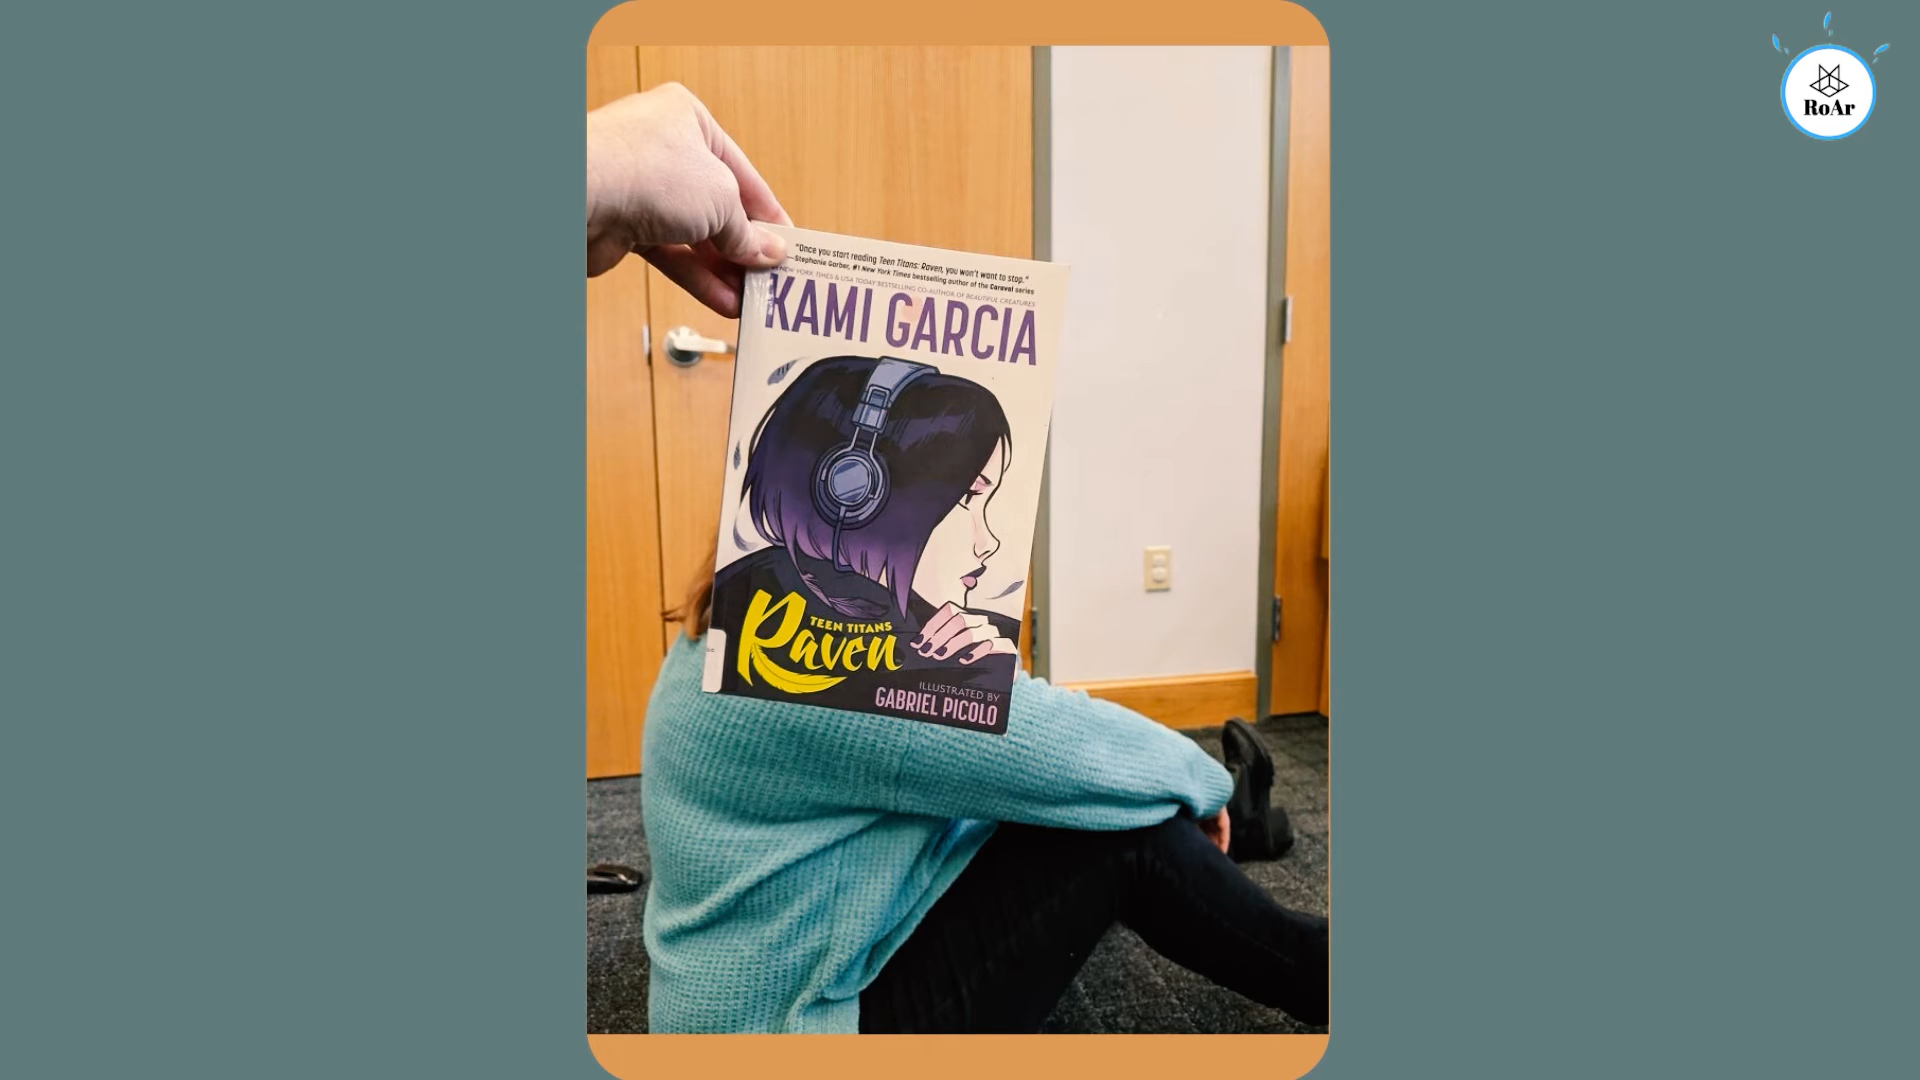 "Once you start reading Teen Titans: Raven, you won't want to stop."
—Stephanie Garber, #1 New York Times bestselling author of the Caraval series
NEW YORK TIMES & USA TODAY BESTSELLING CO-AUTHOR OF BEAUTIFUL CREATURES
KAMI GARCIA
TEEN TITANS
Raven
ILLUSTRATED BY
GABRIEL PICOLO
RoAr